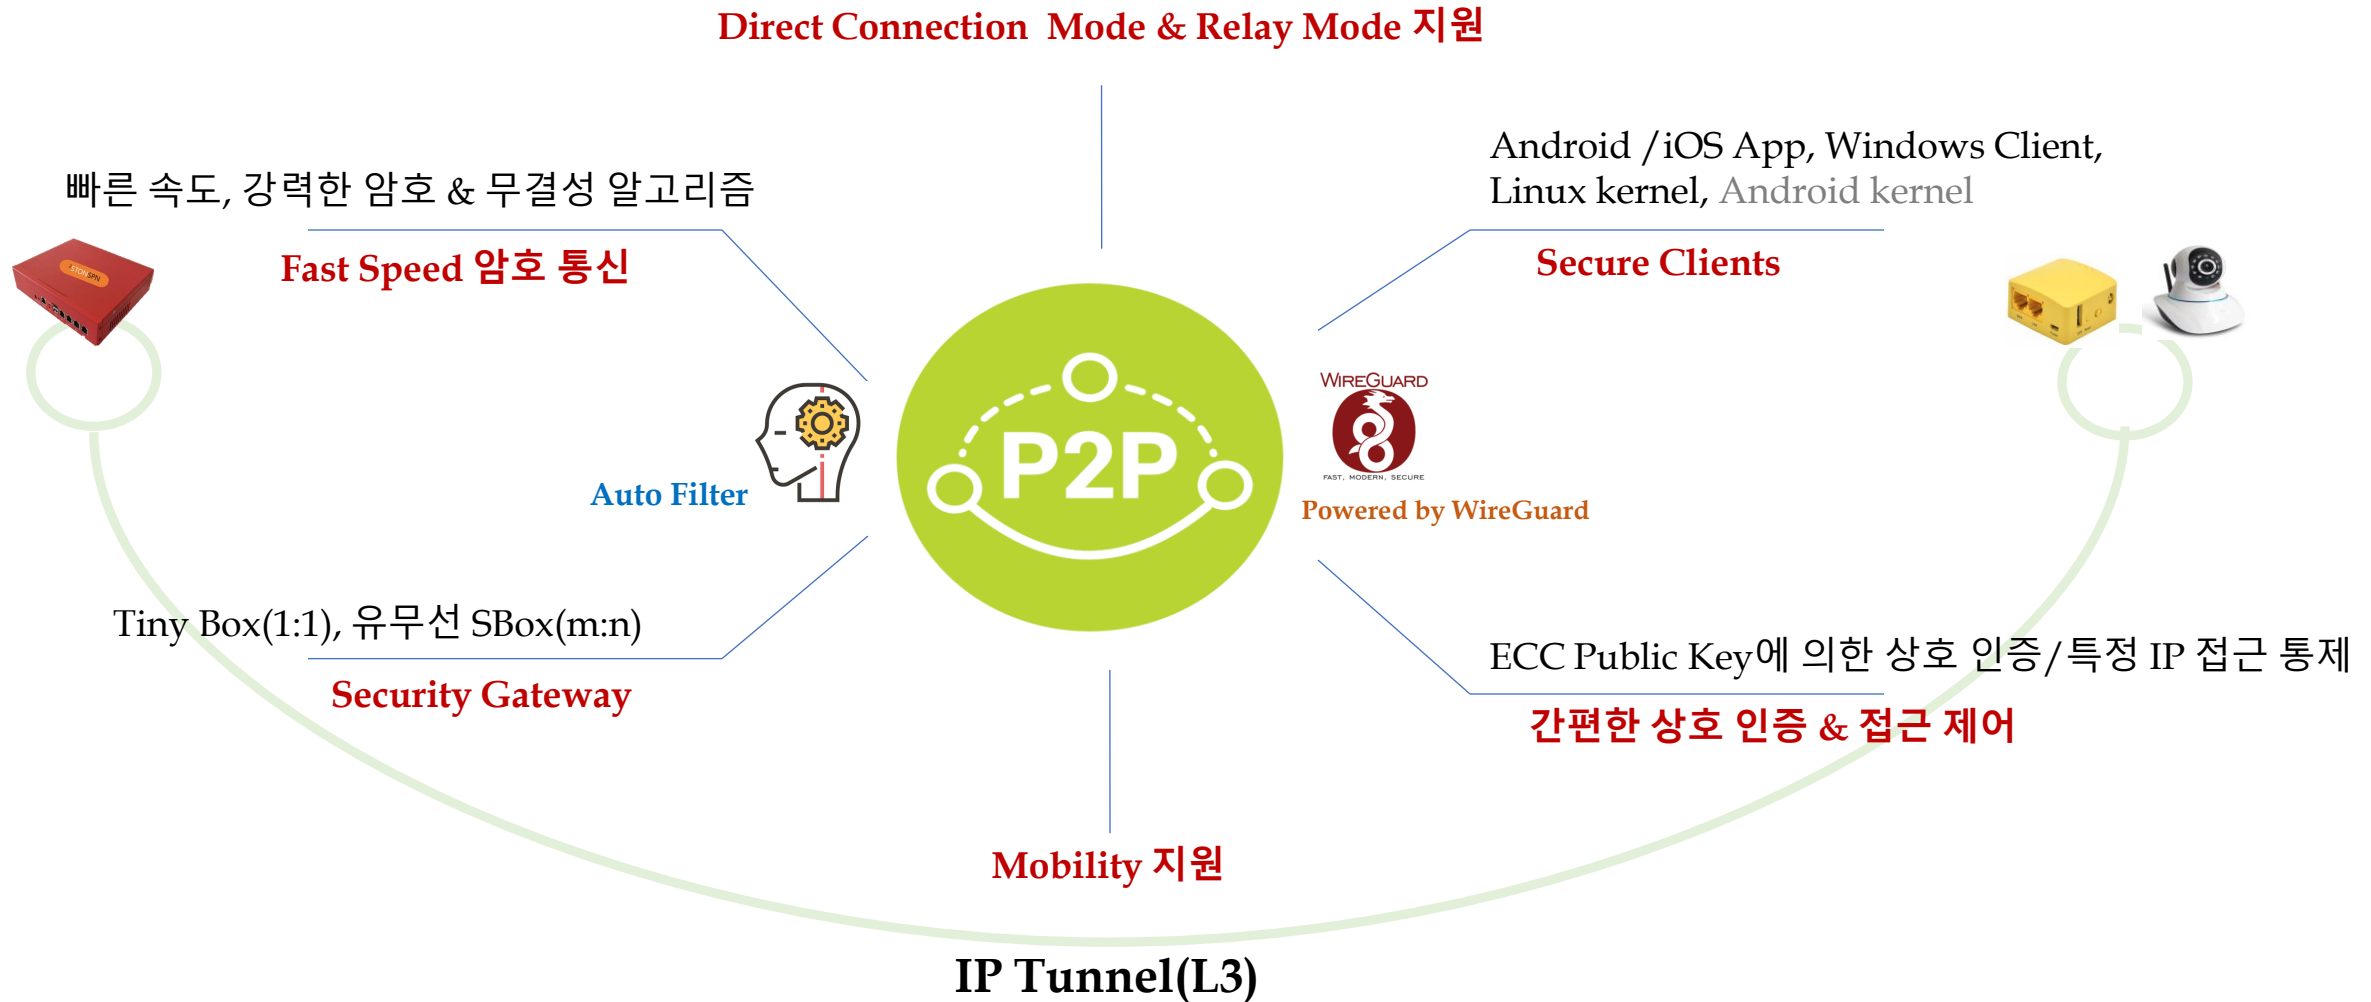 Direct Connection Mode & Relay Mode 지원
빠른 속도, 강력한 암호 & 무결성 알고리즘
Fast Speed 암호 통신
Android /iOS App, Windows Client,
Linux kernel, Android kernel
Secure Clients
P2P
WIREGUARD
FAST, MODERN, SECURE
Auto Filter
Powered by WireGuard
Tiny Box(1:1), 유무선 SBox(m:n)
Security Gateway
ECC Public Key에 의한 상호 인증/특정 IP 접근 통제
간편한 상호 인증 & 접근 제어
Mobility 지원
IP Tunnel(L3)